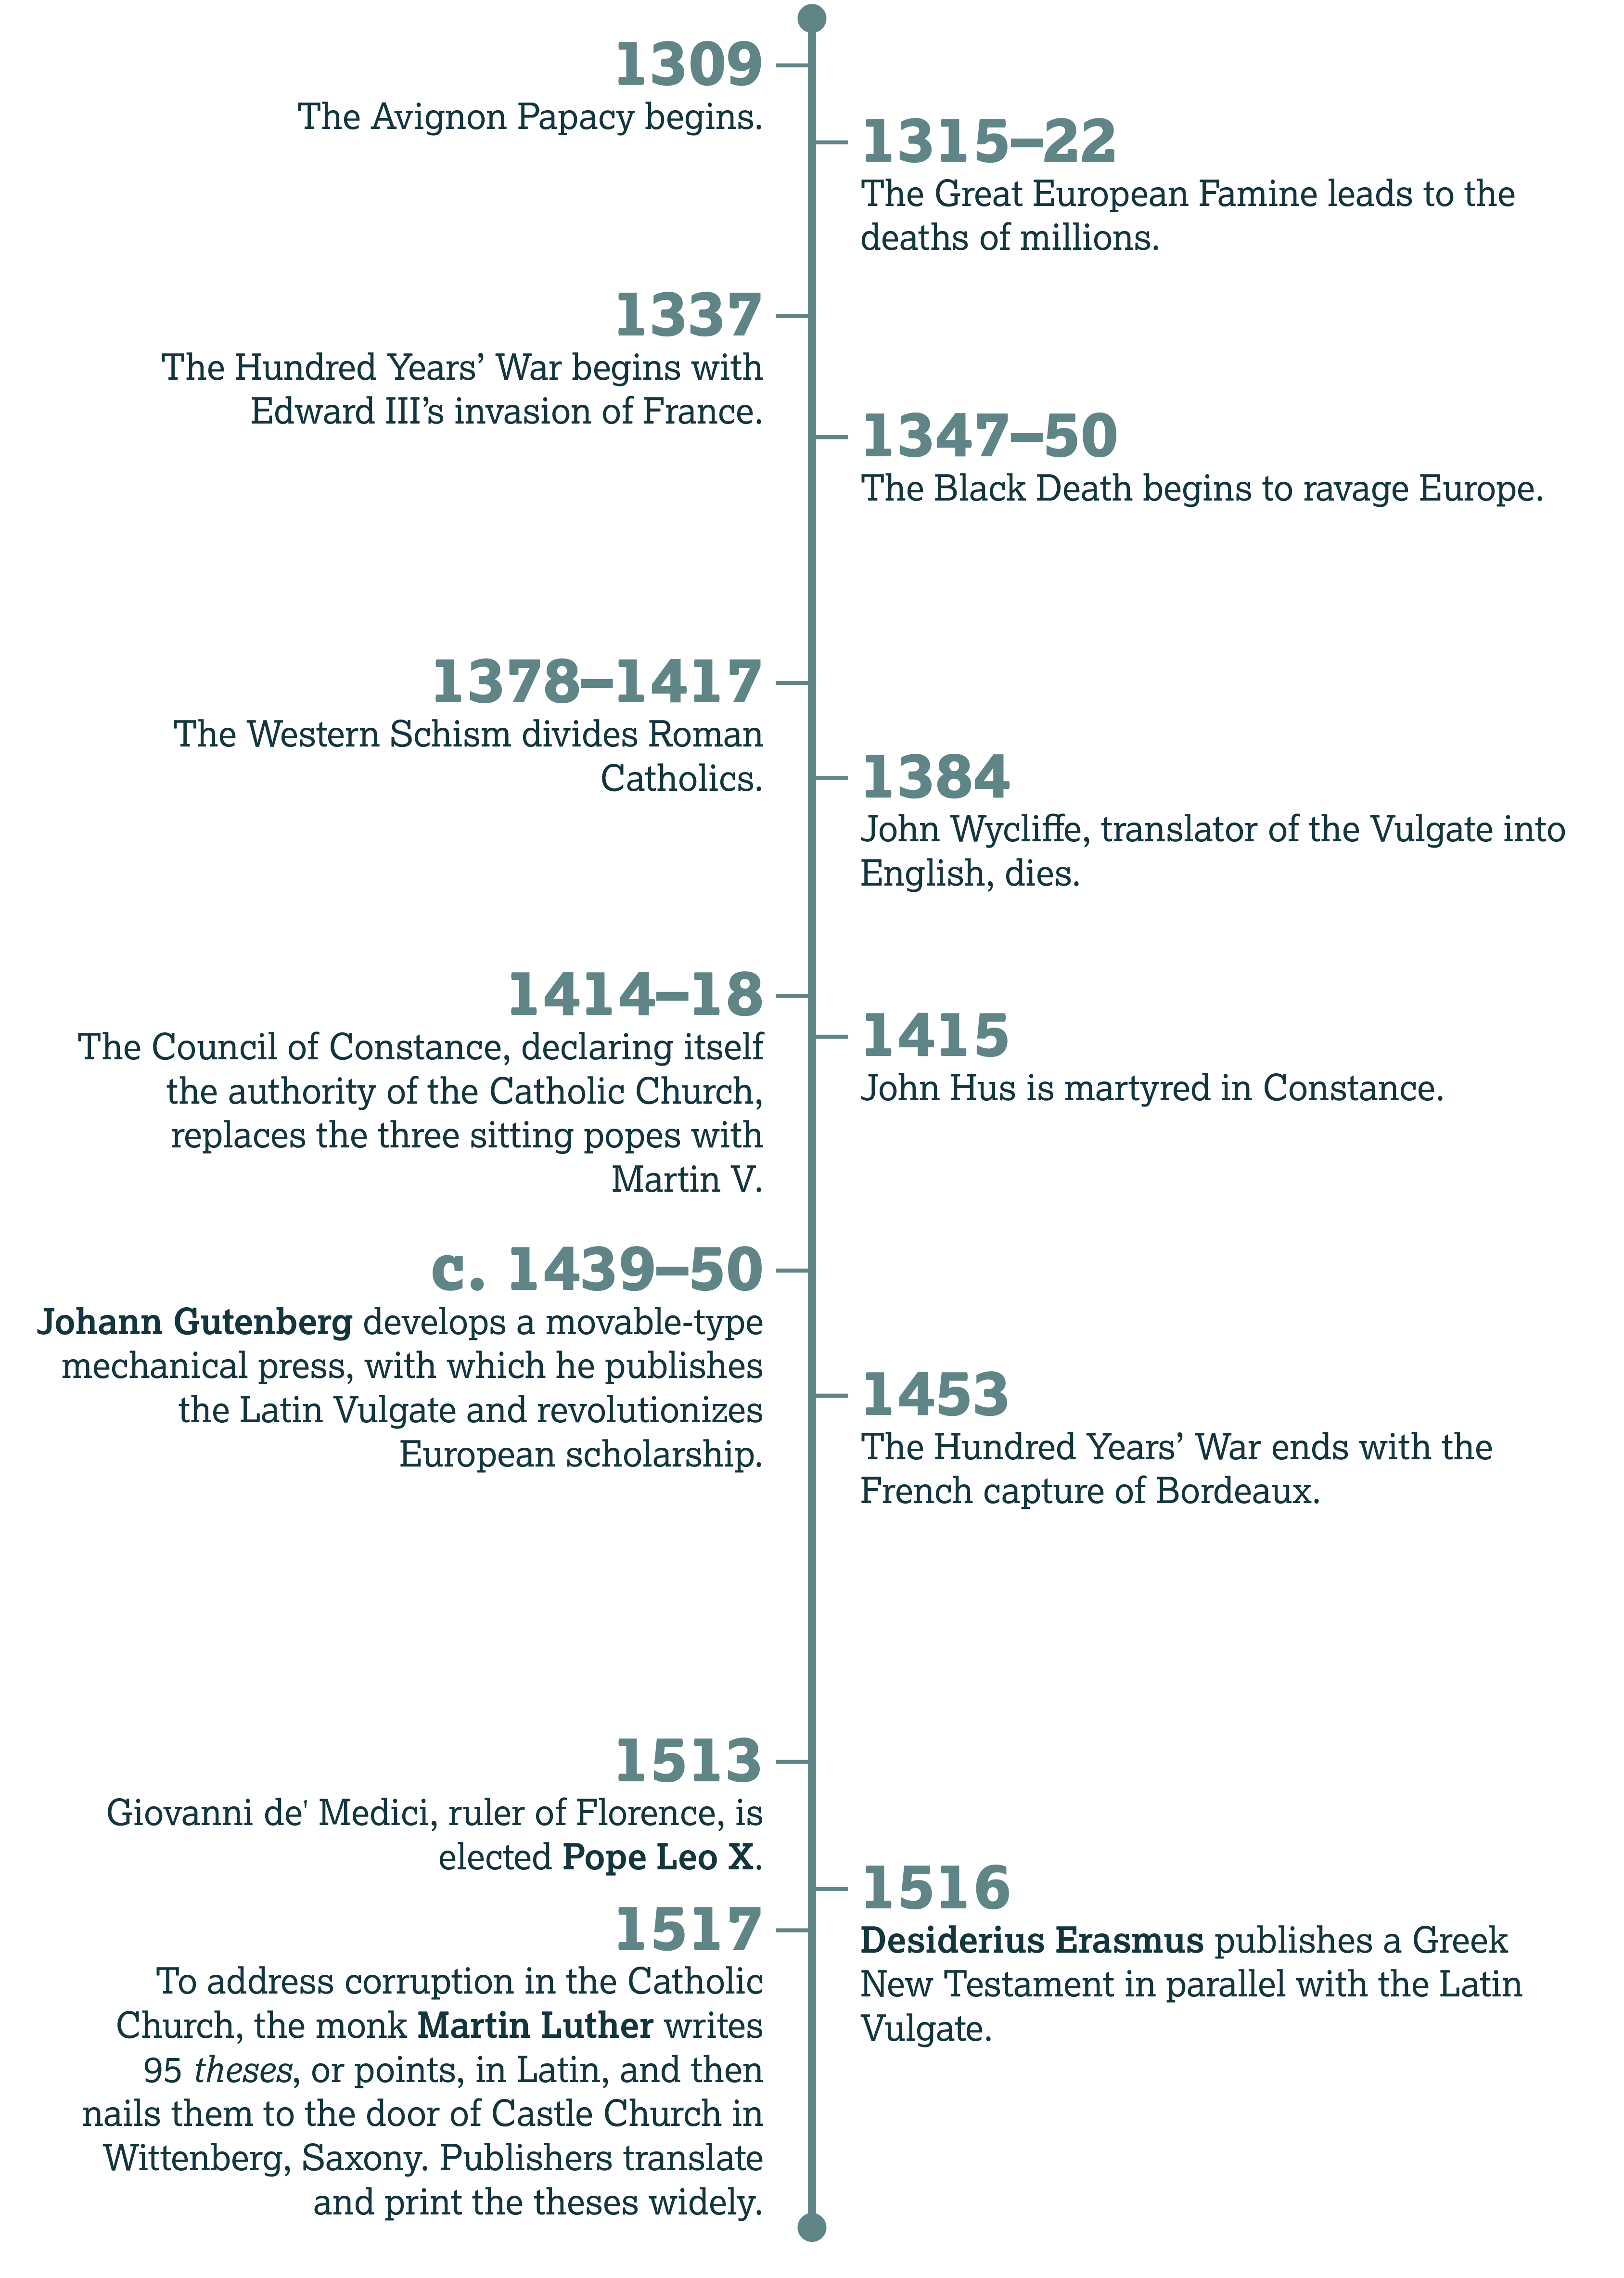 1309
The Avignon Papacy begins.
1315–22
The Great European Famine leads to the
deaths of millions.
1337
The Hundred Years’ War begins with
Edward III’s invasion of France.
1347–50
The Black Death begins to ravage Europe.
1378–1417
The Western Schism divides Roman
Catholics.
1384
John Wycliffe, translator of the Vulgate into
English, dies.
1414–18
The Council of Constance, declaring itself
the authority of the Catholic Church,
replaces the three sitting popes with
Martin V.
1415
John Hus is martyred in Constance.
c. 1439–50
Johann Gutenberg develops a movable-type
mechanical press, with which he publishes
the Latin Vulgate and revolutionizes
European scholarship.
1453
The Hundred Years’ War ends with the
French capture of Bordeaux.
1513
Giovanni de' Medici, ruler of Florence, is
elected Pope Leo X.
1516
Desiderius Erasmus publishes a Greek
New Testament in parallel with the Latin
Vulgate.
1517
To address corruption in the Catholic
Church, the monk Martin Luther writes
95 theses, or points, in Latin, and then
nails them to the door of Castle Church in
Wittenberg, Saxony. Publishers translate
and print the theses widely.